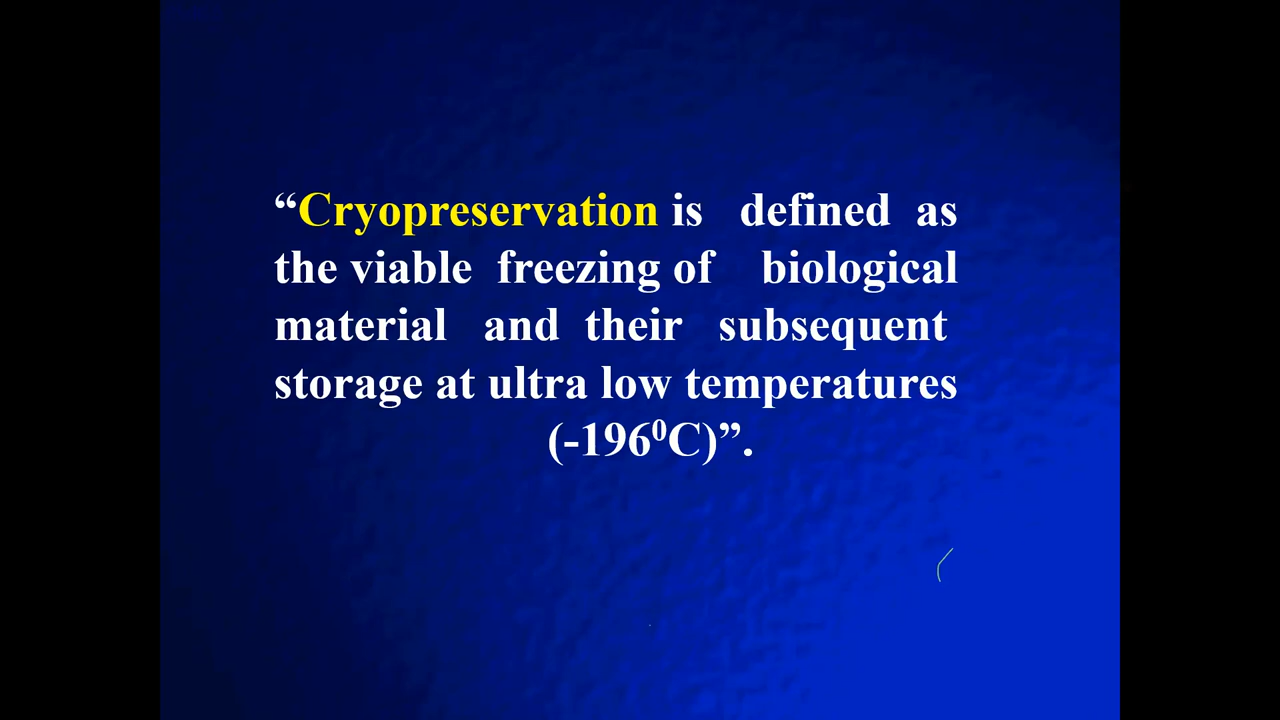 “Cryopreservation is defined as
the viable freezing of biological
material and their subsequent
storage at ultra low temperatures
(-196⁰C)”.